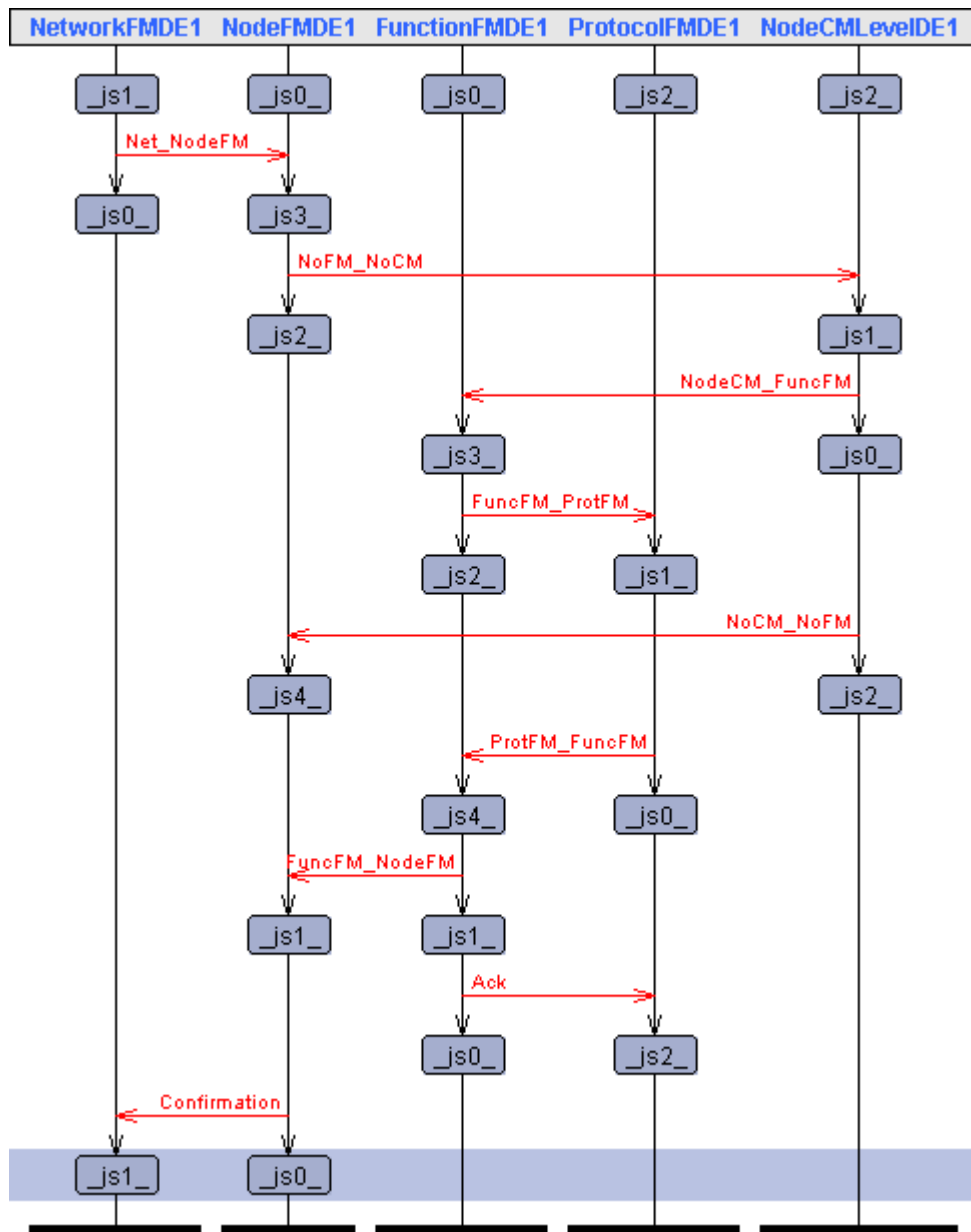 NetworkFMDE1 NodeFMDE1 FunctionFMDE1 ProtocolFMDE1 NodeCMLevelDE1
_js1_ _js0_ _js0_ _js2_ _js2_
Net_NodeFM
_js0_ _js3_
NoFM_NoCM
_js2_ _js1_
NodeCM_FuncFM
_js3_ _js0_
FuncFM_ProtFM
_js2_ _js1_
NoCM_NoFM
_js4_ _js2_
ProtFM_FuncFM
_js4_ _js0_
FuncFM_NodeFM
_js1_ _js1_
Ack
_js0_ _js2_
Confirmation
_js1_ _js0_